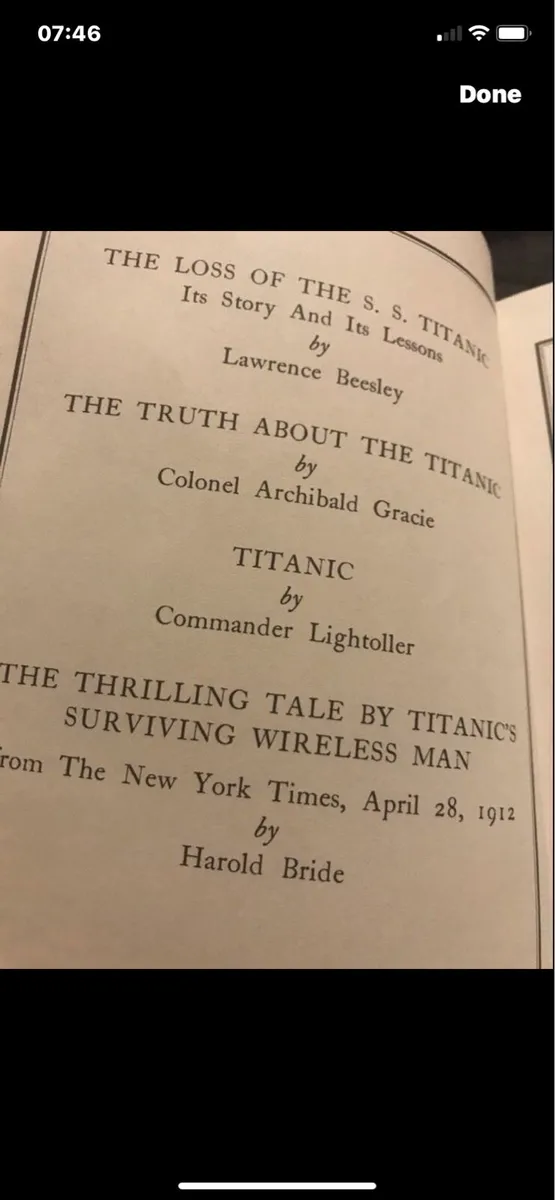 07:46
Done
THE LOSS OF THE S. S. TITANIC
Its Story And Its Lessons
by
Lawrence Beesley
THE TRUTH ABOUT THE TITANIC
by
Colonel Archibald Gracie
TITANIC
by
Commander Lightoller
THE THRILLING TALE BY TITANIC'S
SURVIVING WIRELESS MAN
rom The New York Times, April 28, 1912
by
Harold Bride